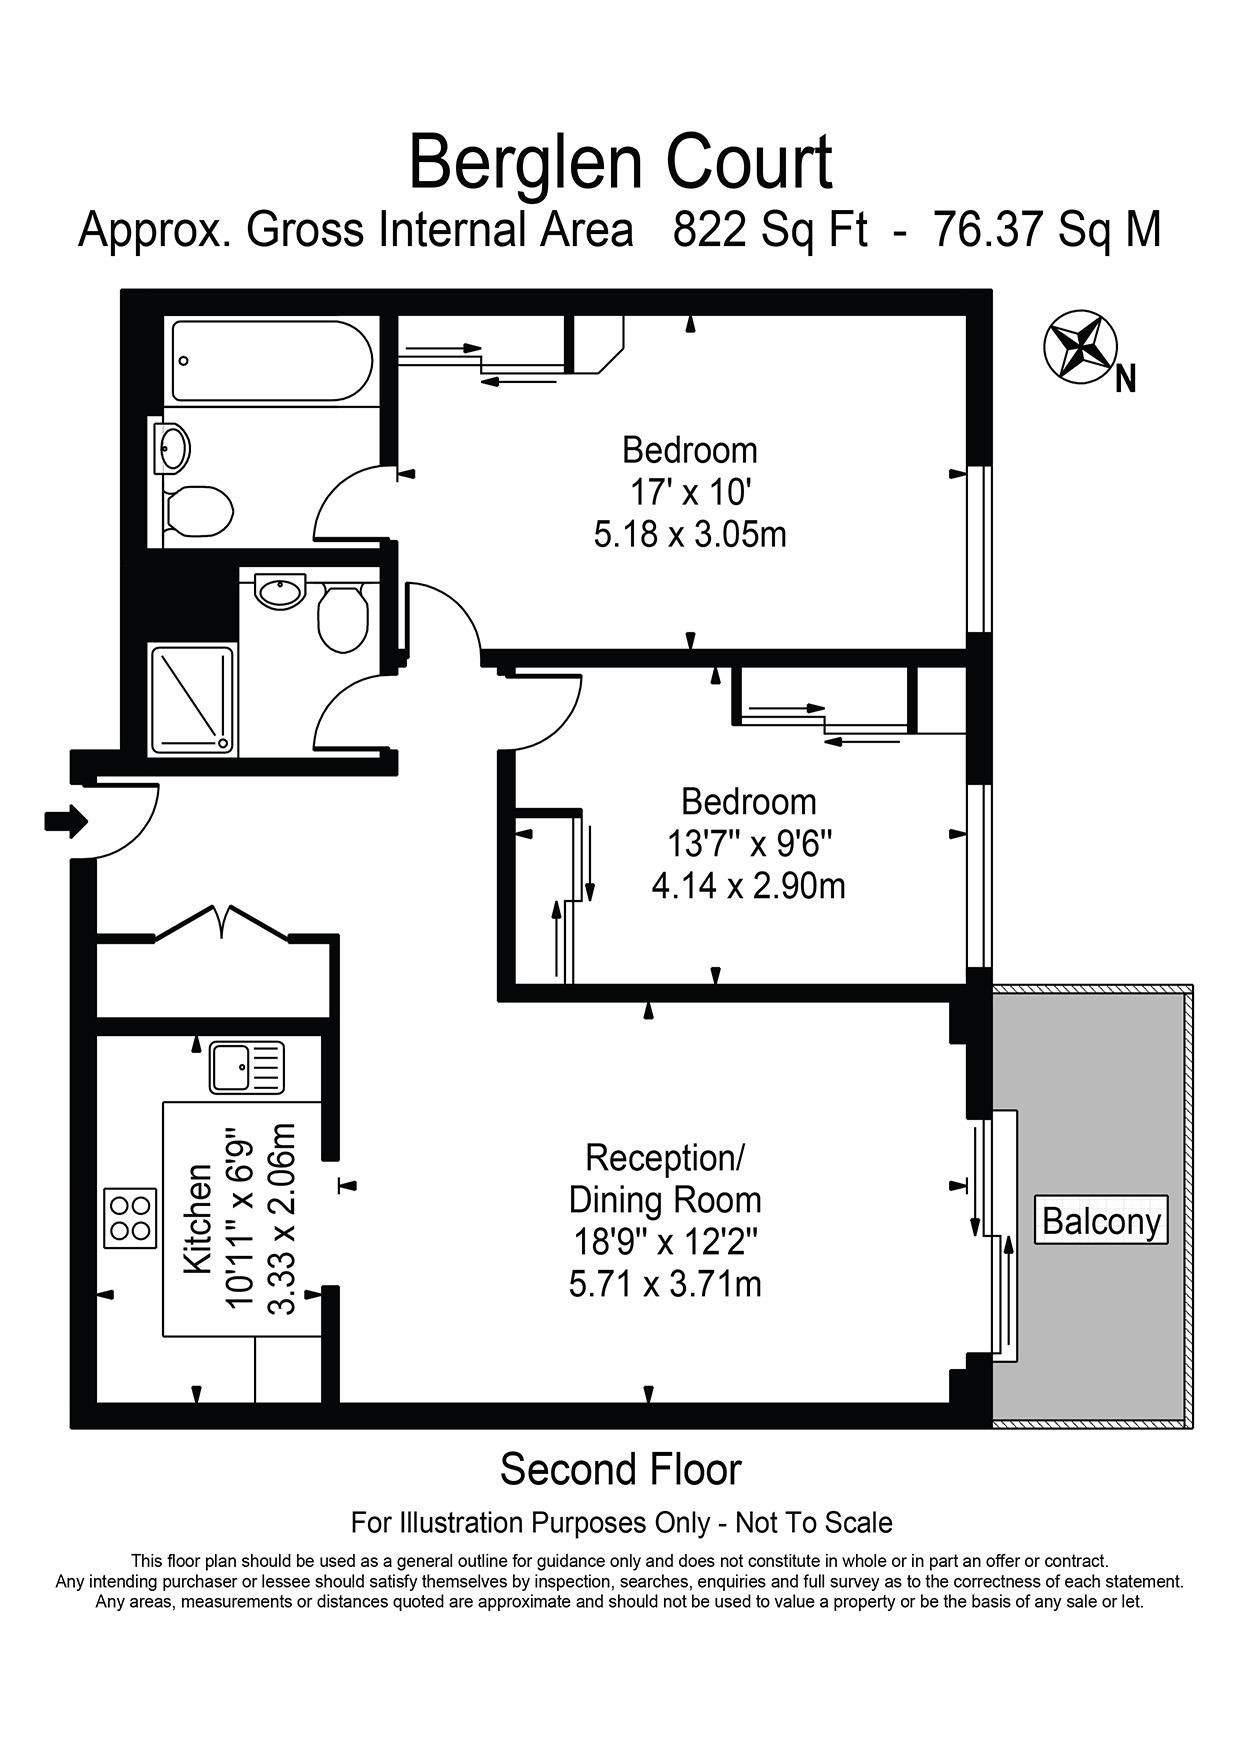 Berglen Court
Approx. Gross Internal Area 822 Sq Ft - 76.37 Sq M
N
Bedroom
17' x 10'
5.18 x 3.05m
Bedroom
13'7" x 9'6"
4.14 x 2.90m
Kitchen
10'11" x 6'9"
3.33 x 2.06m
Reception/
Dining Room
18'9" x 12'2"
5.71 x 3.71m
Balcony
Second Floor
For Illustration Purposes Only - Not To Scale
This floor plan should be used as a general outline for guidance only and does not constitute in whole or in part an offer or contract.
Any intending purchaser or lessee should satisfy themselves by inspection, searches, enquiries and full survey as to the correctness of each statement.
Any areas, measurements or distances quoted are approximate and should not be used to value a property or be the basis of any sale or let.